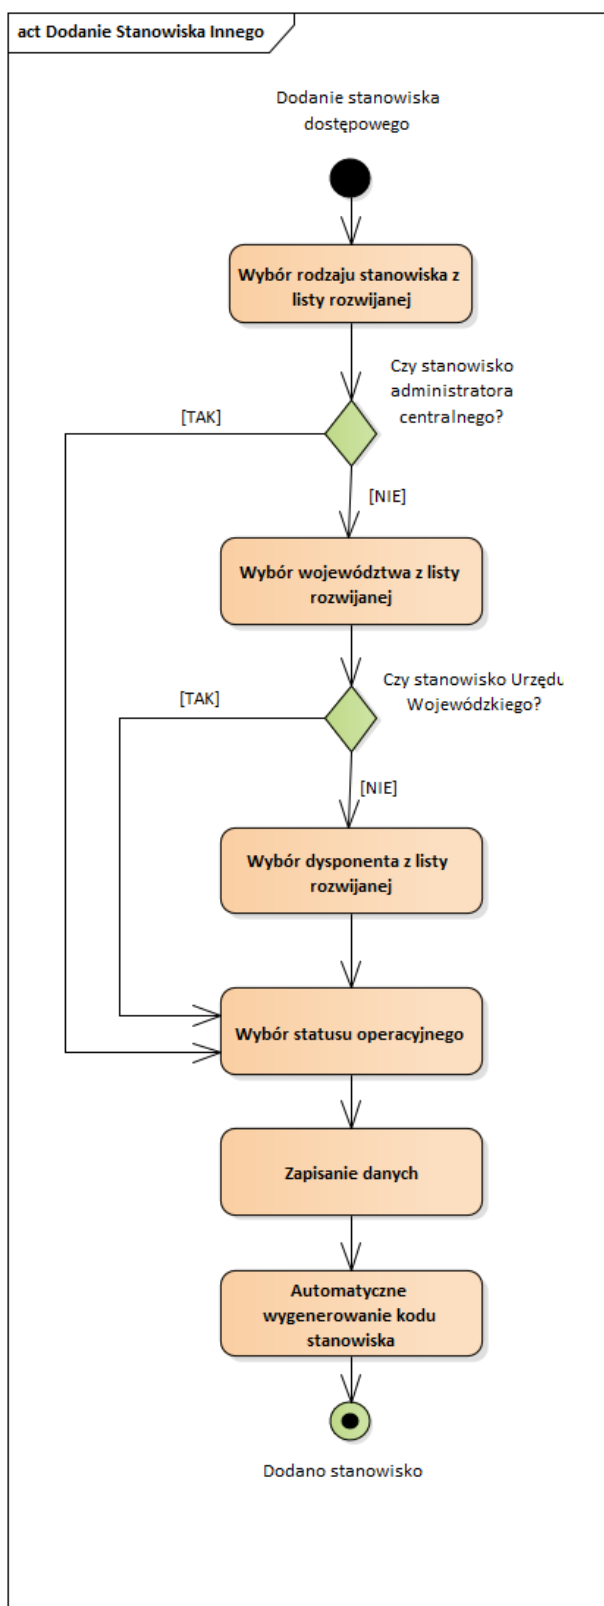 act Dodanie Stanowiska Innego
Dodanie stanowiska
dostępowego
Wybór rodzaju stanowiska z
listy rozwijanej
Czy stanowisko
administratora
centralnego?
[TAK]
[NIE]
Wybór województwa z listy
rozwijanej
Czy stanowisko Urzędu
Wojewódzkiego?
[TAK]
[NIE]
Wybór dysponenta z listy
rozwijanej
Wybór statusu operacyjnego
Zapisanie danych
Automatyczne
wygenerowanie kodu
stanowiska
Dodano stanowisko